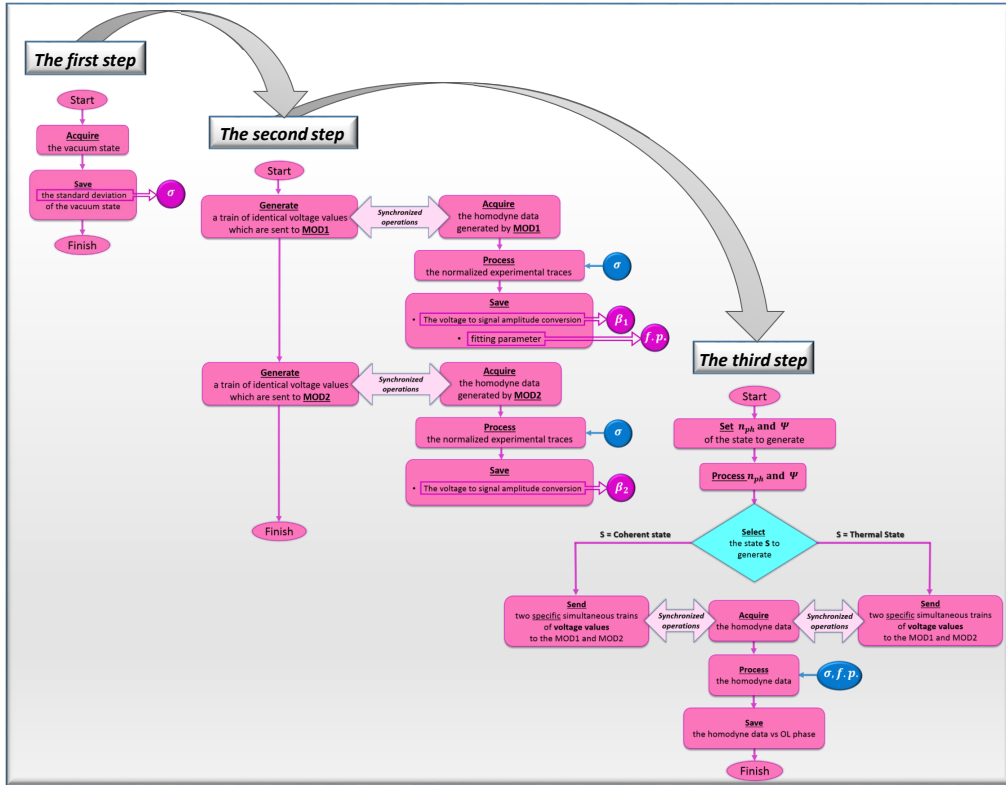 The first step
Start
Acquire
the vacuum state
Save
the standard deviation
of the vacuum state
σ
Finish
The second step
Start
Generate
a train of identical voltage values
which are sent to MOD1
Synchronized
operations
Acquire
the homodyne data
generated by MOD1
Process
the normalized experimental traces
σ
Save
• The voltage to signal amplitude conversion
β₁
• fitting parameter
f.p.
Generate
a train of identical voltage values
which are sent to MOD2
Synchronized
operations
Acquire
the homodyne data
generated by MOD2
Process
the normalized experimental traces
σ
Save
• The voltage to signal amplitude conversion
β₂
Finish
The third step
Start
Set n_ph and Ψ
of the state to generate
Process n_ph and Ψ
Select
the state S to
generate
S = Coherent state
S = Thermal State
Send
two specific simultaneous trains
of voltage values
to the MOD1 and MOD2
Synchronized
operations
Acquire
the homodyne data
Synchronized
operations
Send
two specific simultaneous trains
of voltage values
to the MOD1 and MOD2
Process
the homodyne data
σ, f.p.
Save
the homodyne data vs OL phase
Finish